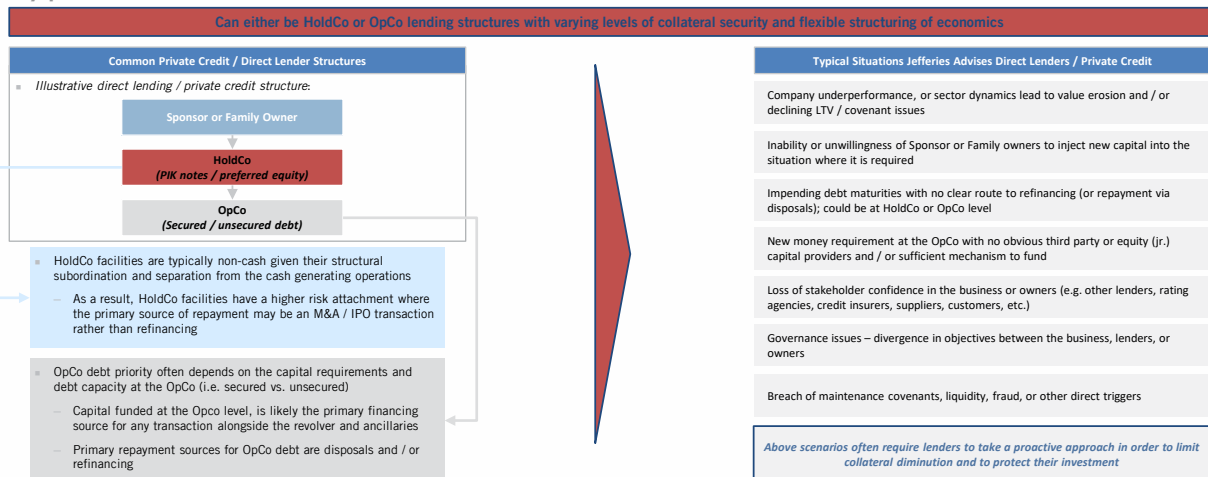 Can either be HoldCo or OpCo lending structures with varying levels of collateral security and flexible structuring of economics
Common Private Credit / Direct Lender Structures
Illustrative direct lending / private credit structure:
Sponsor or Family Owner
HoldCo
(PIK notes / preferred equity)
OpCo
(Secured / unsecured debt)
HoldCo facilities are typically non-cash given their structural
subordination and separation from the cash generating operations
– As a result, HoldCo facilities have a higher risk attachment where
the primary source of repayment may be an M&A / IPO transaction
rather than refinancing
OpCo debt priority often depends on the capital requirements and
debt capacity at the OpCo (i.e. secured vs. unsecured)
– Capital funded at the Opco level, is likely the primary financing
source for any transaction alongside the revolver and ancillaries
– Primary repayment sources for OpCo debt are disposals and / or
refinancing
Typical Situations Jefferies Advises Direct Lenders / Private Credit
Company underperformance, or sector dynamics lead to value erosion and / or
declining LTV / covenant issues
Inability or unwillingness of Sponsor or Family owners to inject new capital into the
situation where it is required
Impending debt maturities with no clear route to refinancing (or repayment via
disposals); could be at HoldCo or OpCo level
New money requirement at the OpCo with no obvious third party or equity (jr.)
capital providers and / or sufficient mechanism to fund
Loss of stakeholder confidence in the business or owners (e.g. other lenders, rating
agencies, credit insurers, suppliers, customers, etc.)
Governance issues – divergence in objectives between the business, lenders, or
owners
Breach of maintenance covenants, liquidity, fraud, or other direct triggers
Above scenarios often require lenders to take a proactive approach in order to limit
collateral diminution and to protect their investment